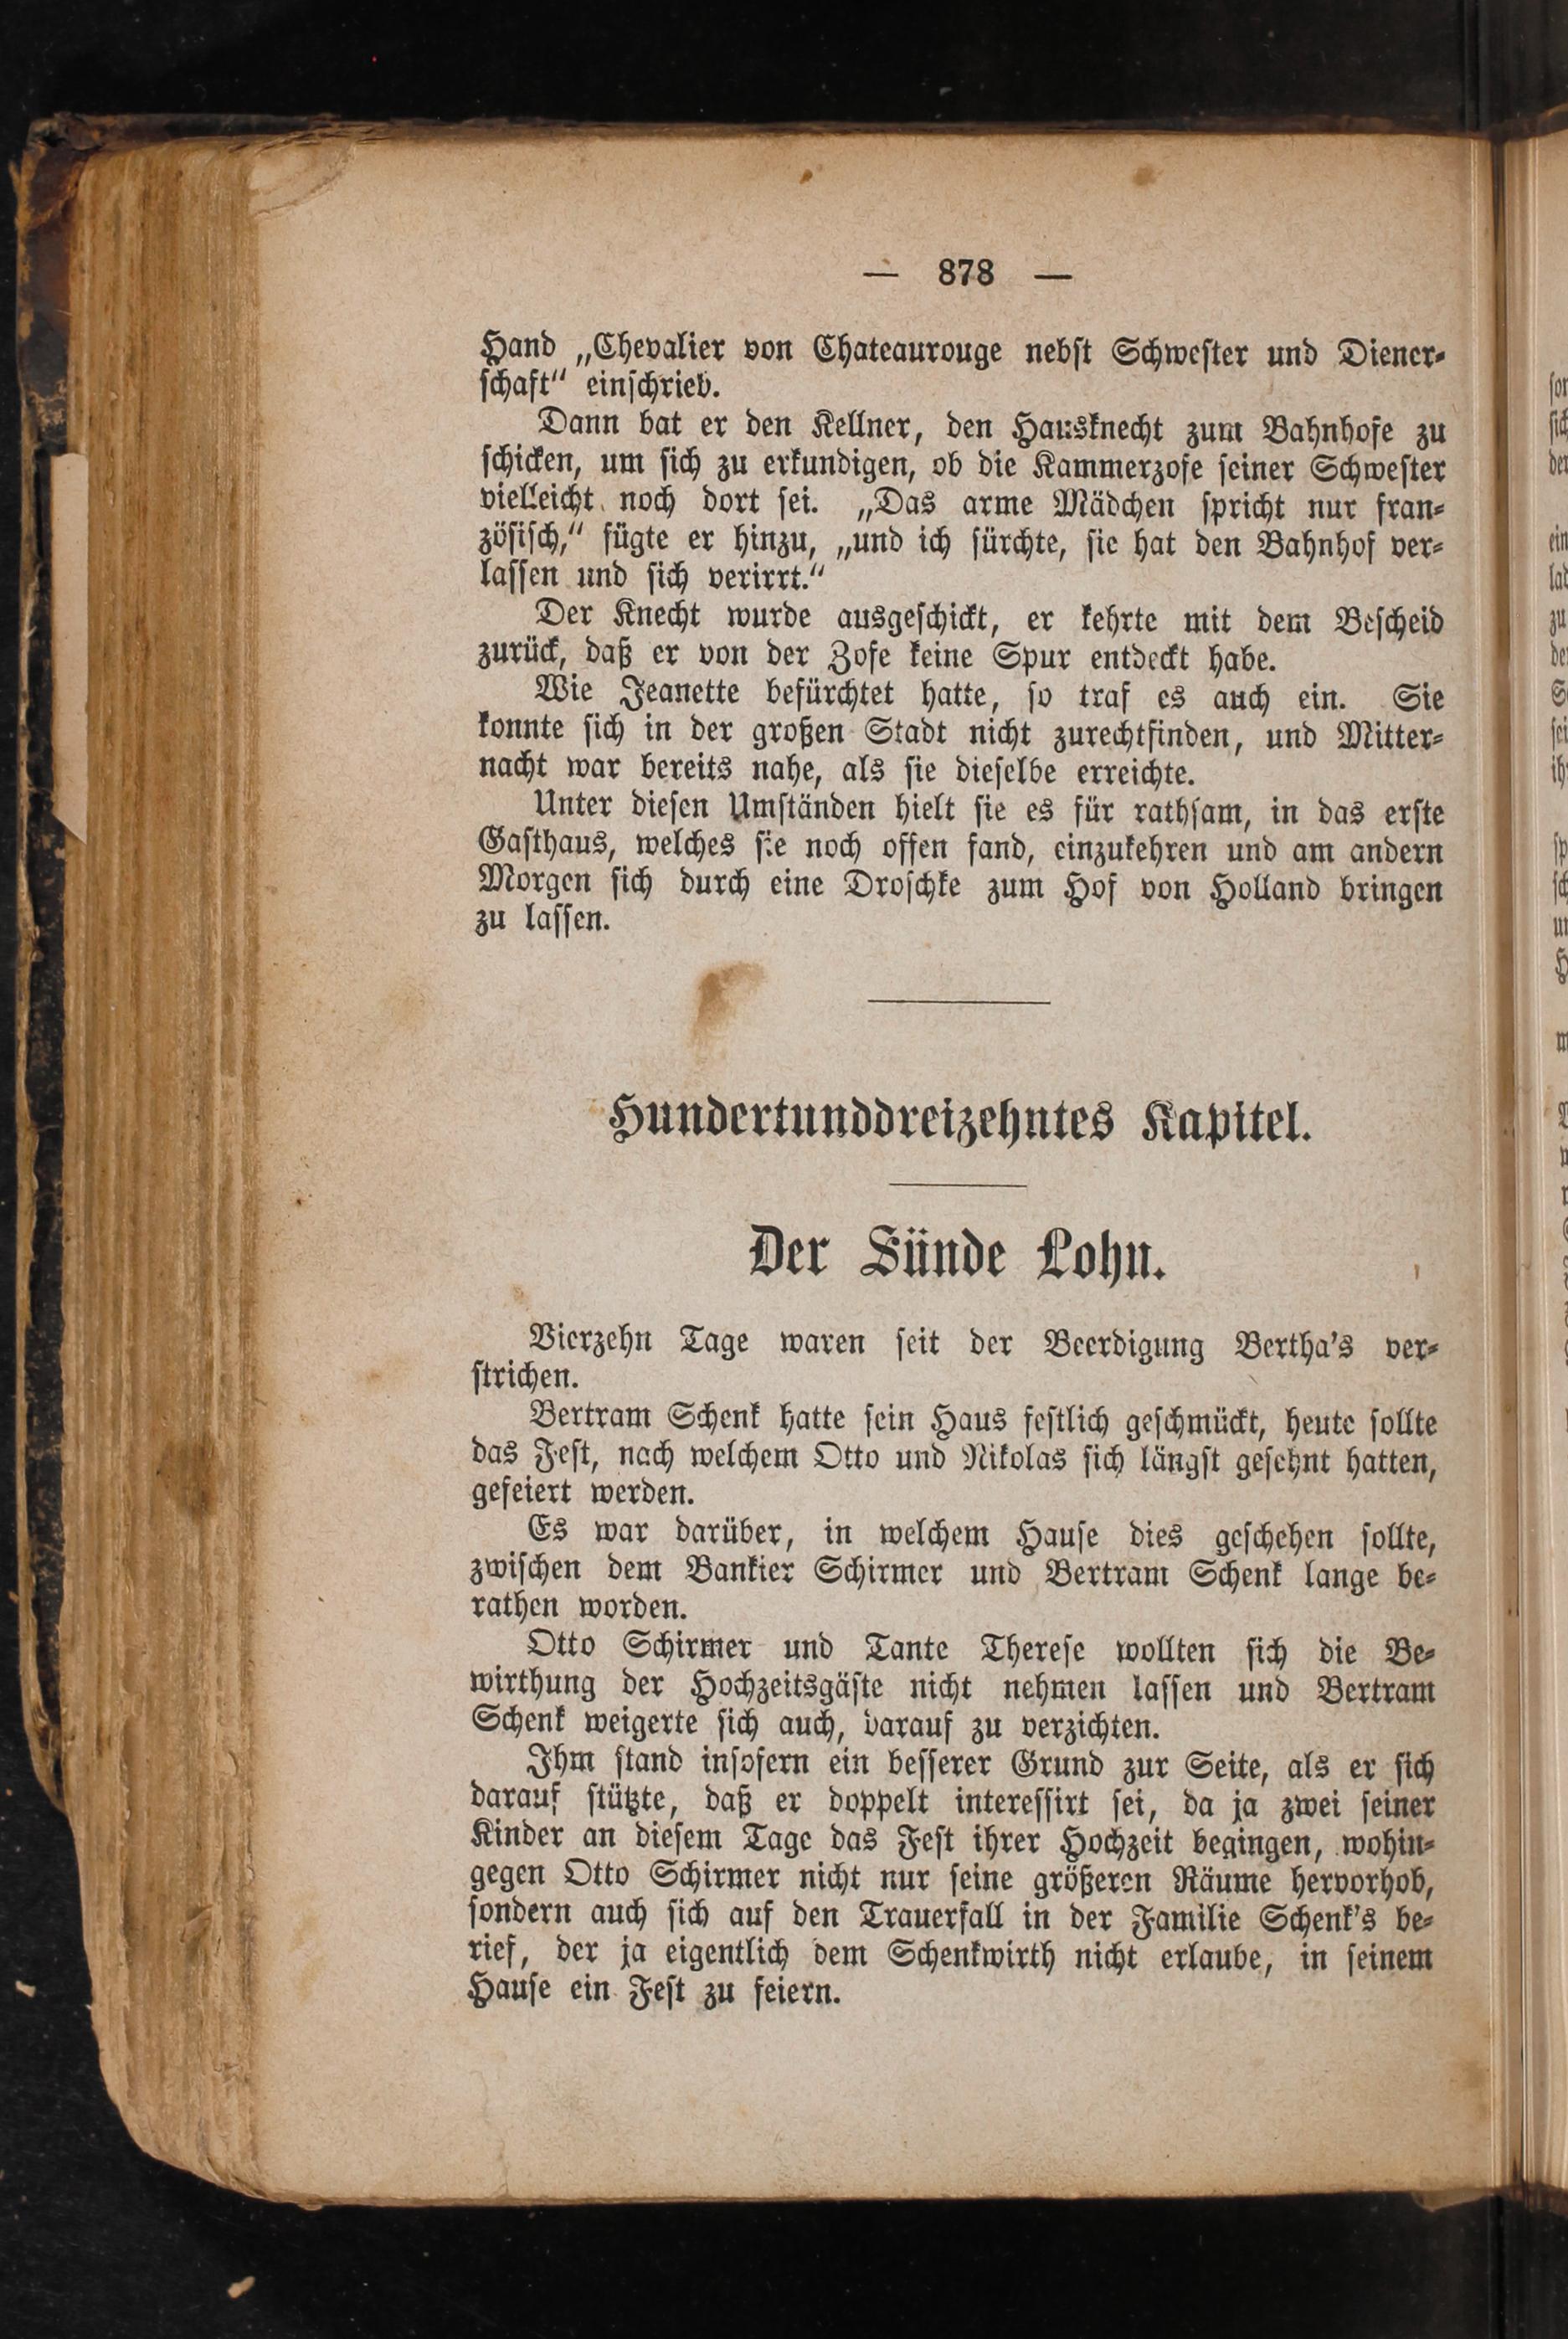 — 878 —
Hand „Chevalier von Chateaurouge nebst Schwester und Diener-
schaft“ einschrieb.
Dann bat er den Kellner, den Hausknecht zum Bahnhofe zu
schicken, um sich zu erkundigen, ob die Kammerzofe seiner Schwester
vielleicht noch dort sei. „Das arme Mädchen spricht nur fran-
zösisch,“ fügte er hinzu, „und ich fürchte, sie hat den Bahnhof ver-
lassen und sich verirrt.“
Der Knecht wurde ausgeschickt, er kehrte mit dem Bescheid
zurück, daß er von der Zofe keine Spur entdeckt habe.
Wie Jeanette befürchtet hatte, so traf es auch ein. Sie
konnte sich in der großen Stadt nicht zurechtfinden, und Mitter-
nacht war bereits nahe, als sie dieselbe erreichte.
Unter diesen Umständen hielt sie es für rathsam, in das erste
Gasthaus, welches sie noch offen fand, einzukehren und am andern
Morgen sich durch eine Droschke zum Hof von Holland bringen
zu lassen.
Hundertunddreizehntes Kapitel.
Der Sünde Lohn.
Vierzehn Tage waren seit der Beerdigung Bertha's ver-
strichen.
Bertram Schenk hatte sein Haus festlich geschmückt, heute sollte
das Fest, nach welchem Otto und Nikolas sich längst gesehnt hatten,
gefeiert werden.
Es war darüber, in welchem Hause dies geschehen sollte,
zwischen dem Bankier Schirmer und Bertram Schenk lange be-
rathen worden.
Otto Schirmer und Tante Therese wollten sich die Be-
wirthung der Hochzeitsgäste nicht nehmen lassen und Bertram
Schenk weigerte sich auch, darauf zu verzichten.
Ihm stand insofern ein besserer Grund zur Seite, als er sich
darauf stützte, daß er doppelt interessirt sei, da ja zwei seiner
Kinder an diesem Tage das Fest ihrer Hochzeit begingen, wohin-
gegen Otto Schirmer nicht nur seine größeren Räume hervorhob,
sondern auch sich auf den Trauerfall in der Familie Schenk's be-
rief, der ja eigentlich dem Schenkwirth nicht erlaube, in seinem
Hause ein Fest zu feiern.